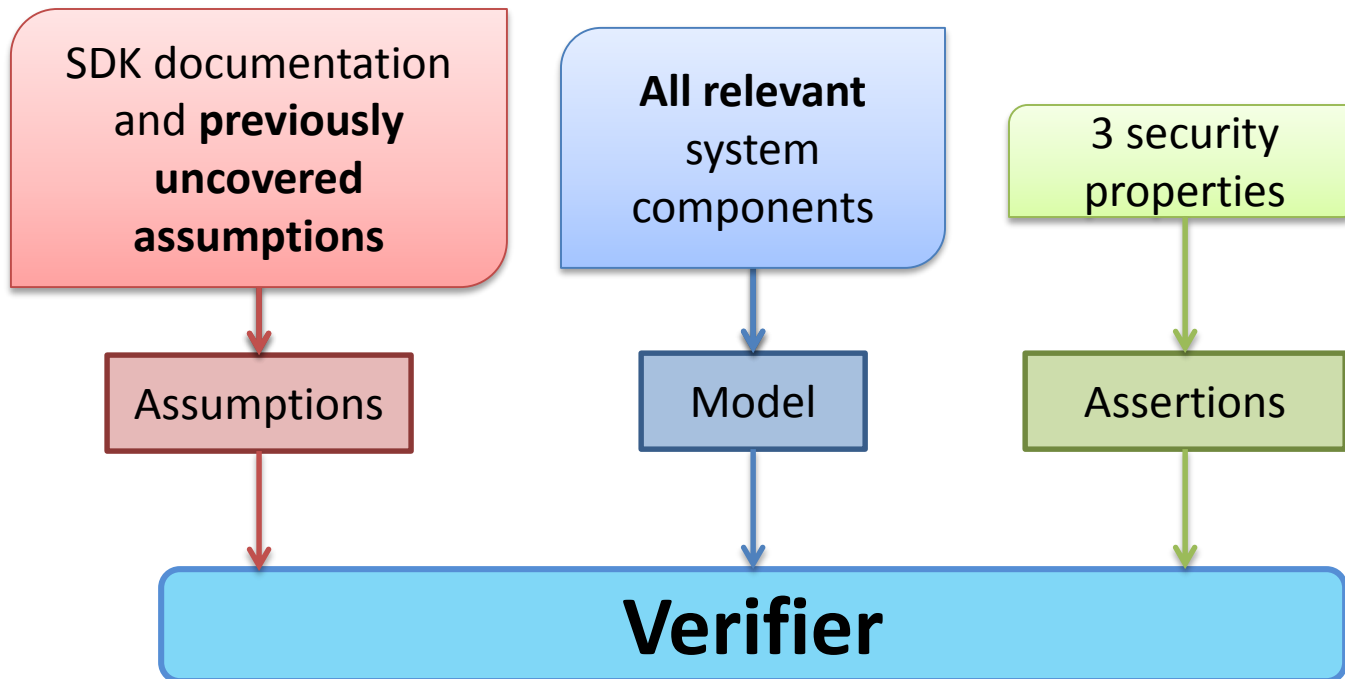 SDK documentation
and previously
uncovered
assumptions
All relevant
system
components
3 security
properties
Assumptions
Model
Assertions
Verifier